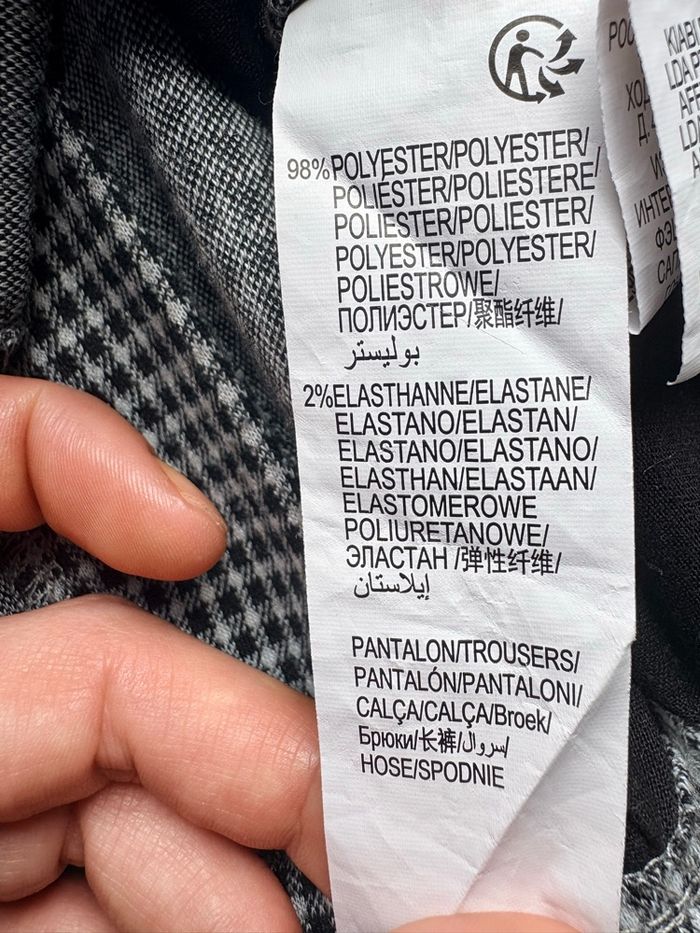 98%POLYESTER/POLYESTER/
POLIÉSTER/POLIESTERE/
POLIESTER/POLIESTER/
POLYESTER/POLYESTER/
POLIESTROWE/
ПОЛИЭСТЕР/聚酯纤维/
بوليستر
2%ELASTHANNE/ELASTANE/
ELASTANO/ELASTAN/
ELASTANO/ELASTANO/
ELASTHAN/ELASTAAN/
ELASTOMEROWE
POLIURETANOWE/
ЭЛАСТАН /弹性纤维/
إيلاستان
PANTALON/TROUSERS/
PANTALÓN/PANTALONI/
CALÇA/CALÇA/Broek/
Брюки/长裤/سروال/
HOSE/SPODNIE